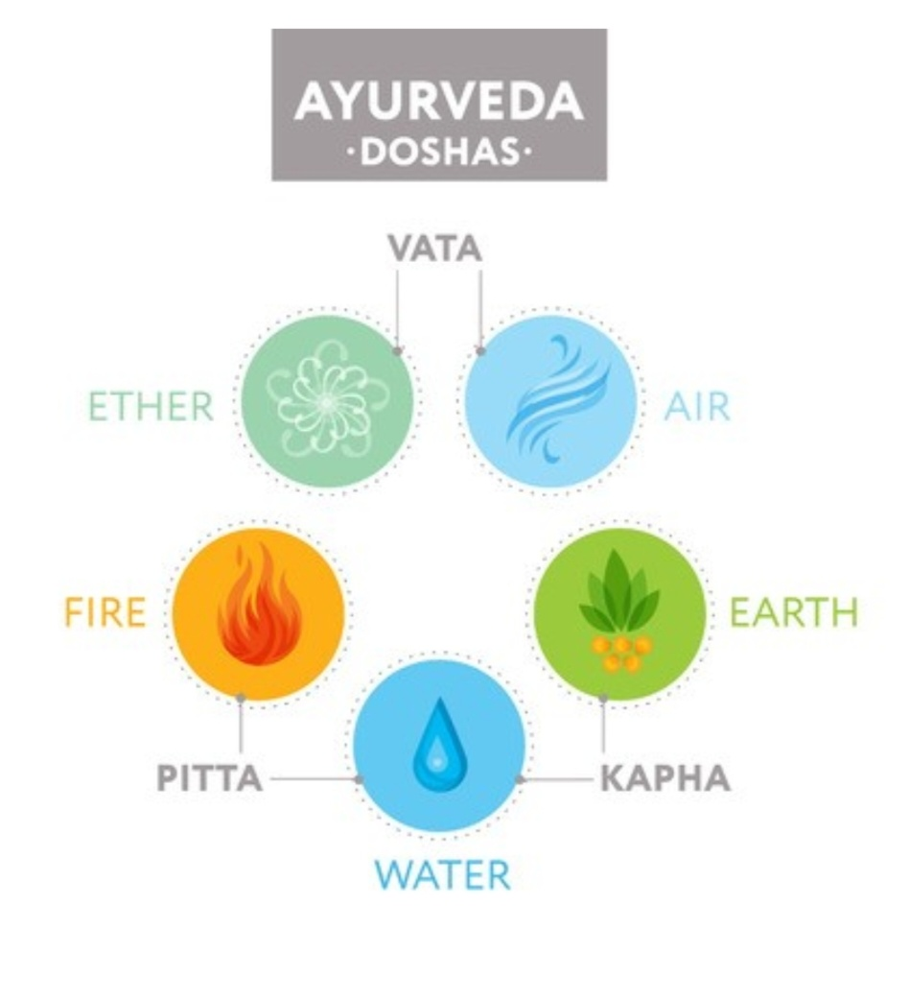 AYURVEDA
·DOSHAS·
VATA
ETHER
AIR
FIRE
EARTH
PITTA
KAPHA
WATER